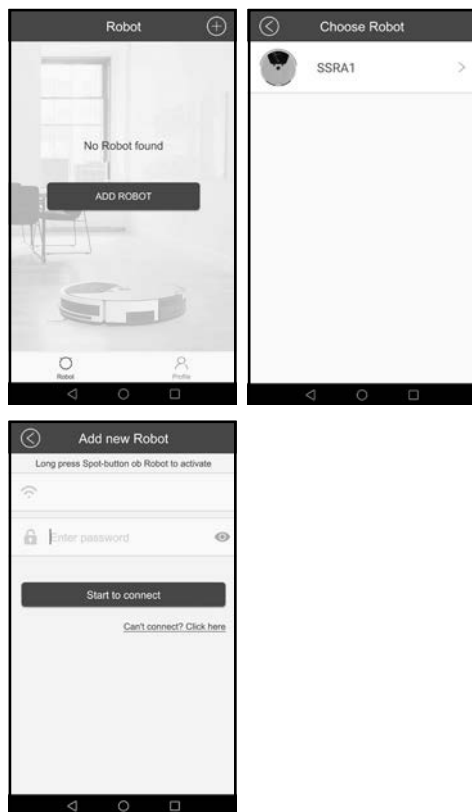 Robot
No Robot found
ADD ROBOT
Robot
Profile
Choose Robot
SSRA1
Add new Robot
Long press Spot-button ob Robot to activate
Enter password
Start to connect
Can't connect? Click here